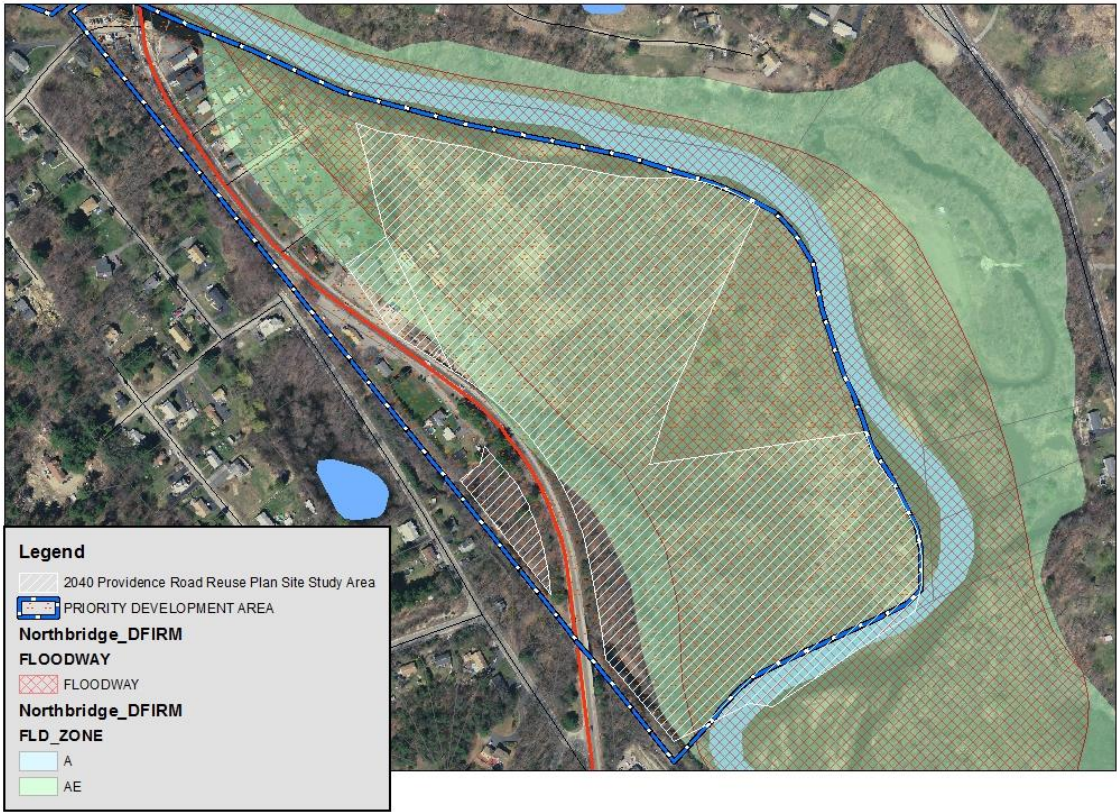 Legend
2040 Providence Road Reuse Plan Site Study Area
PRIORITY DEVELOPMENT AREA
Northbridge_DFIRM
FLOODWAY
FLOODWAY
Northbridge_DFIRM
FLD_ZONE
A
AE